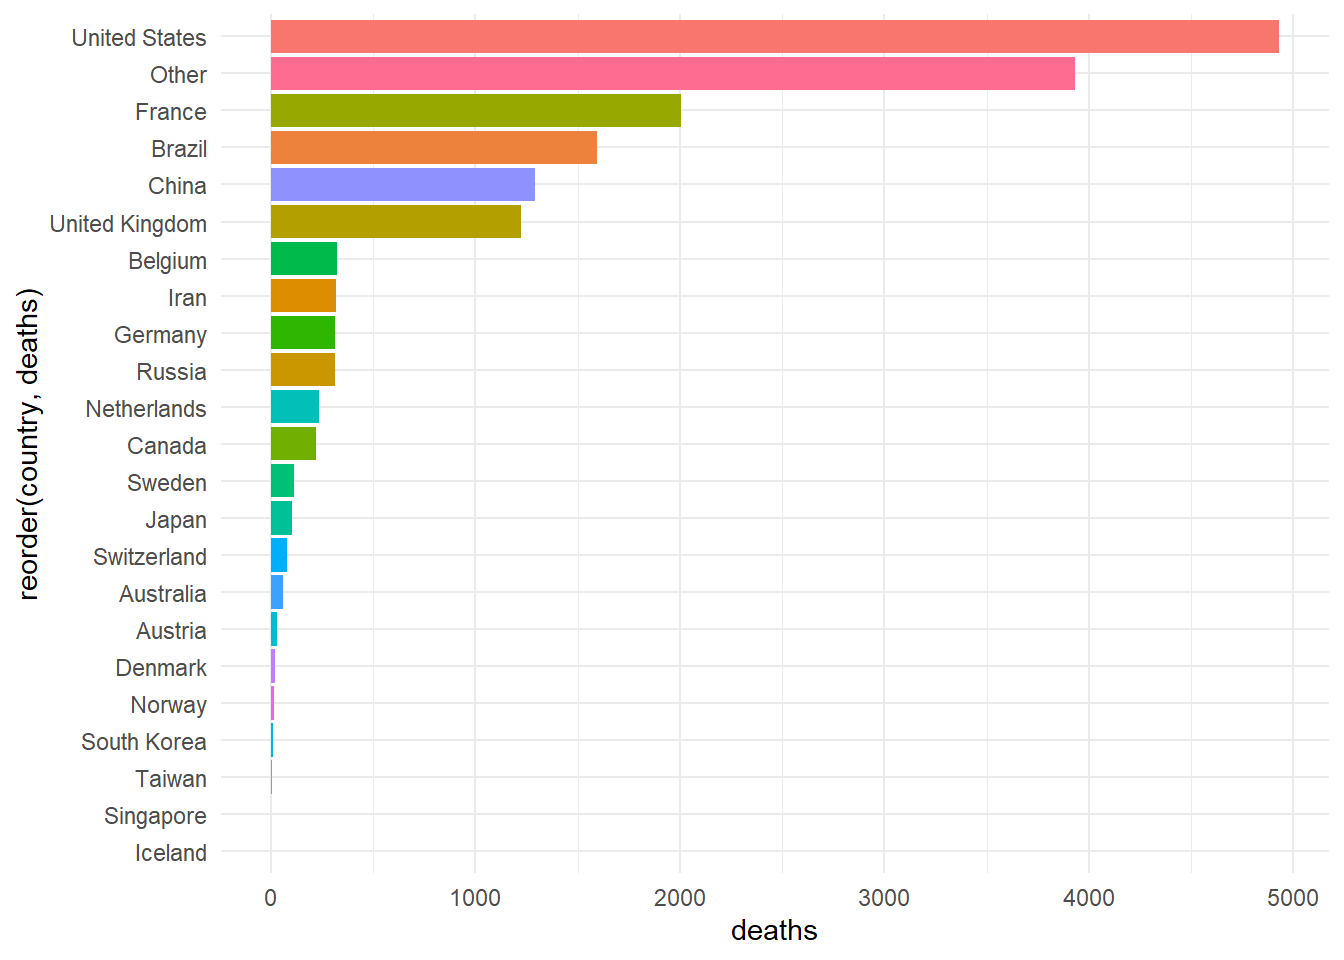 United States
Other
France
Brazil
China
United Kingdom
Belgium
Iran
Germany
Russia
Netherlands
Canada
Sweden
Japan
Switzerland
Australia
Austria
Denmark
Norway
South Korea
Taiwan
Singapore
Iceland
reorder(country, deaths)
0 1000 2000 3000 4000 5000
deaths